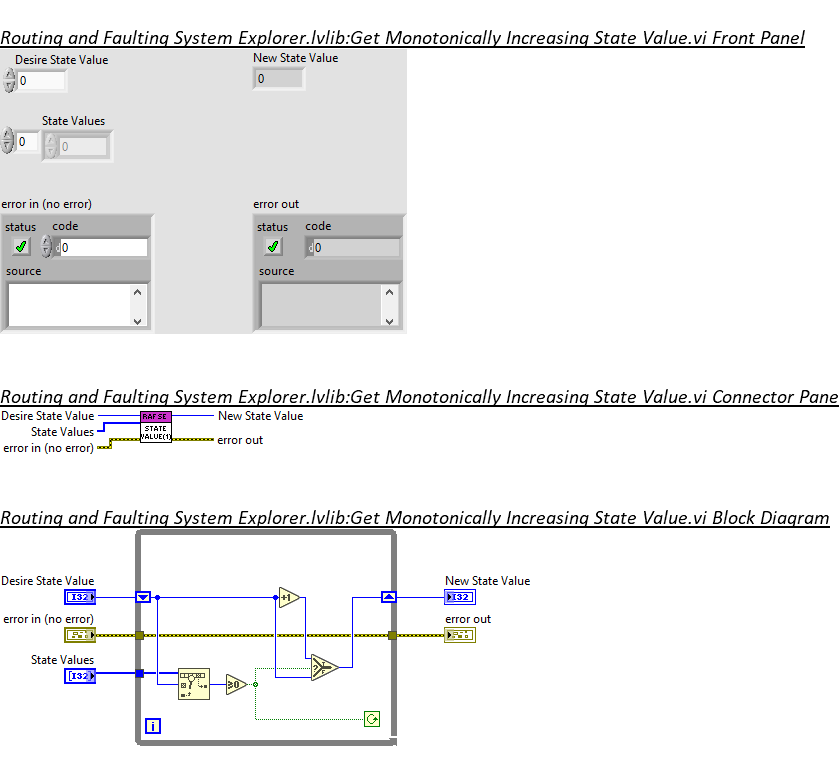 Routing and Faulting System Explorer.lvlib:Get Monotonically Increasing State Value.vi Front Panel
Desire State Value
New State Value
0
0
State Values
0
0
error in (no error)
error out
status
code
status
code
d0
d0
source
source
Routing and Faulting System Explorer.lvlib:Get Monotonically Increasing State Value.vi Connector Pane
Desire State Value
RAFSE
New State Value
State Values
STATE
VALUE(1)
error in (no error)
error out
Routing and Faulting System Explorer.lvlib:Get Monotonically Increasing State Value.vi Block Diagram
Desire State Value
New State Value
I32
+1
I32
error in (no error)
error out
State Values
[I32]
≥0
?
T
F
i